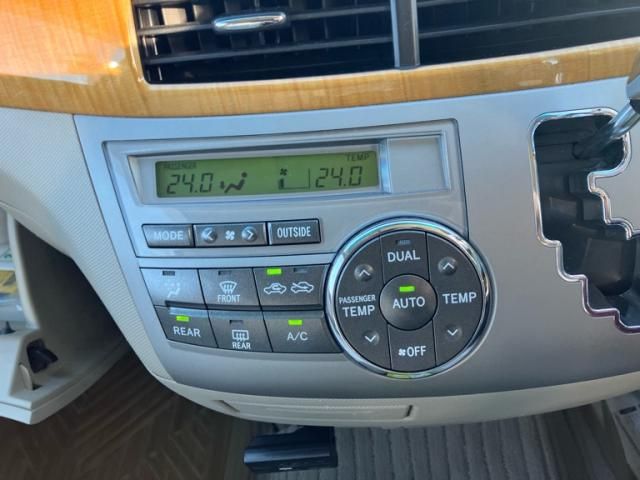 PASSENGER TEMP
24.0 24.0
MODE OUTSIDE
DUAL
FRONT
PASSENGER TEMP AUTO TEMP
REAR REAR A/C
OFF